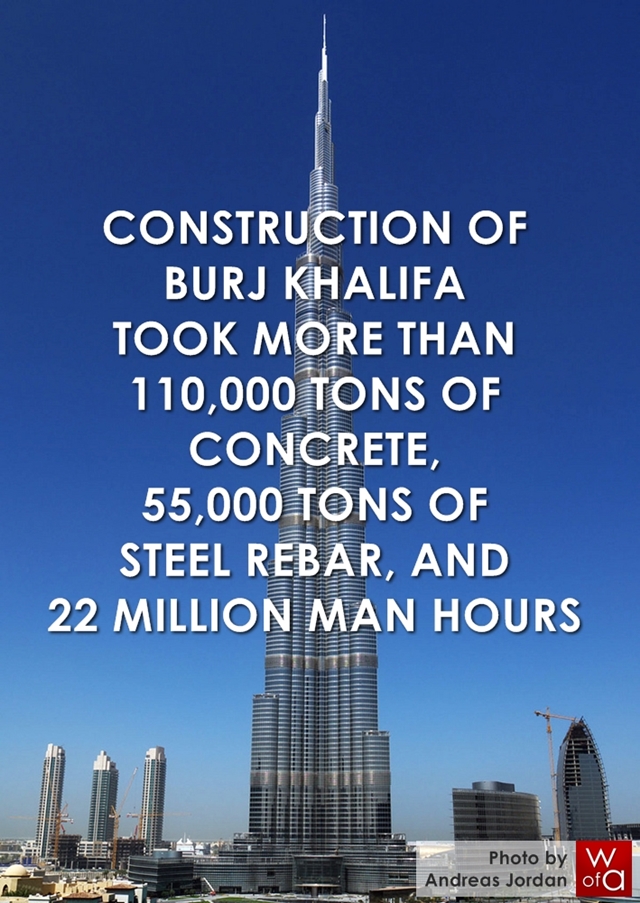 CONSTRUCTION OF
BURJ KHALIFA
TOOK MORE THAN
110,000 TONS OF
CONCRETE,
55,000 TONS OF
STEEL REBAR, AND
22 MILLION MAN HOURS
Photo by
Andreas Jordan
w
ofa